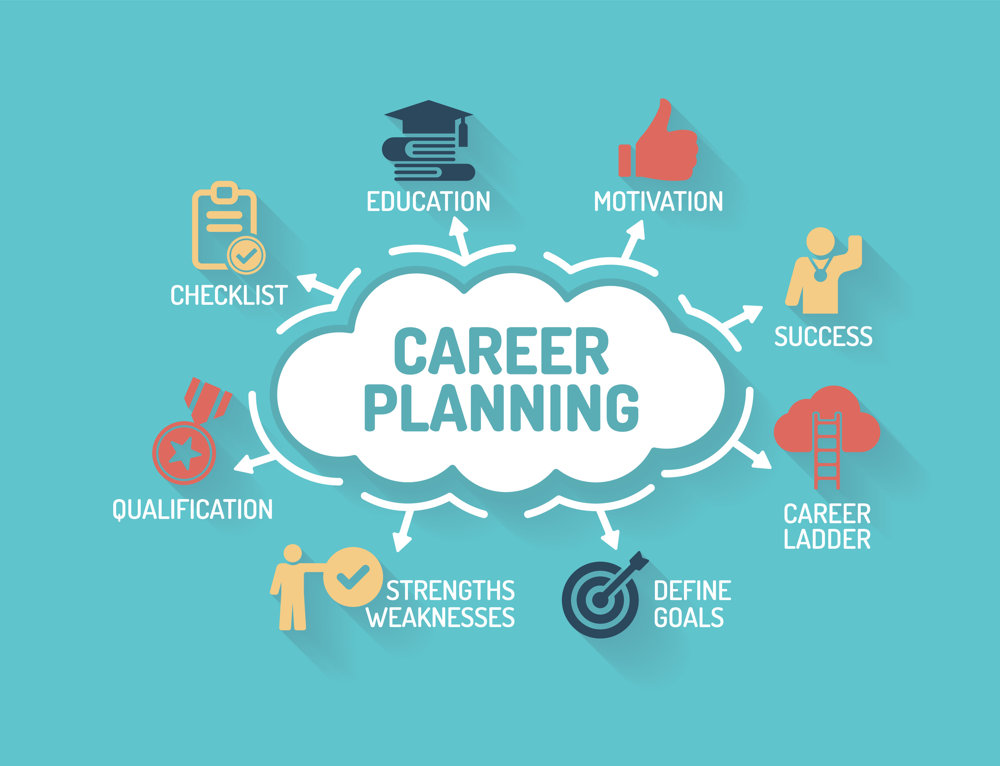 EDUCATION
MOTIVATION
CHECKLIST
SUCCESS
CAREER
PLANNING
QUALIFICATION
CAREER
LADDER
STRENGTHS
WEAKNESSES
DEFINE
GOALS